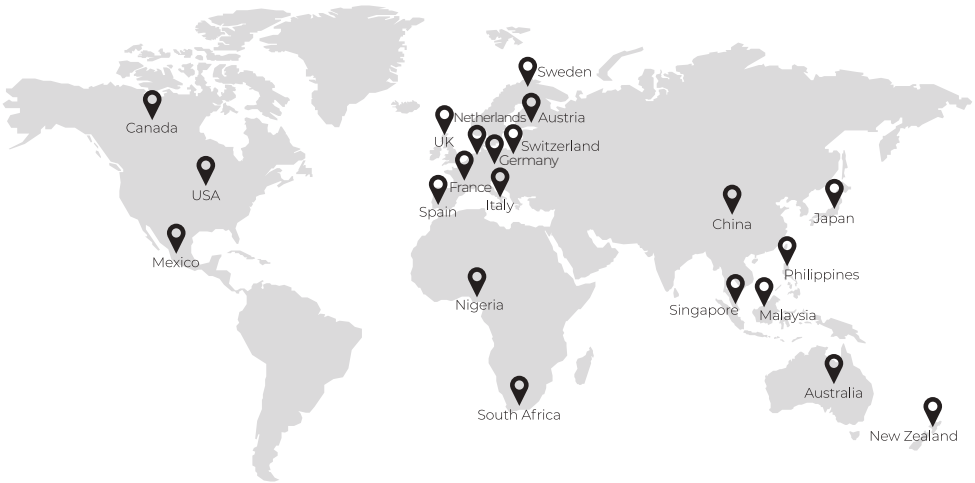 Sweden
Canada
Netherlands
Austria
UK
Switzerland
Germany
France
USA
Italy
Spain
China
Japan
Mexico
Philippines
Nigeria
Singapore
Malaysia
Australia
South Africa
New Zealand